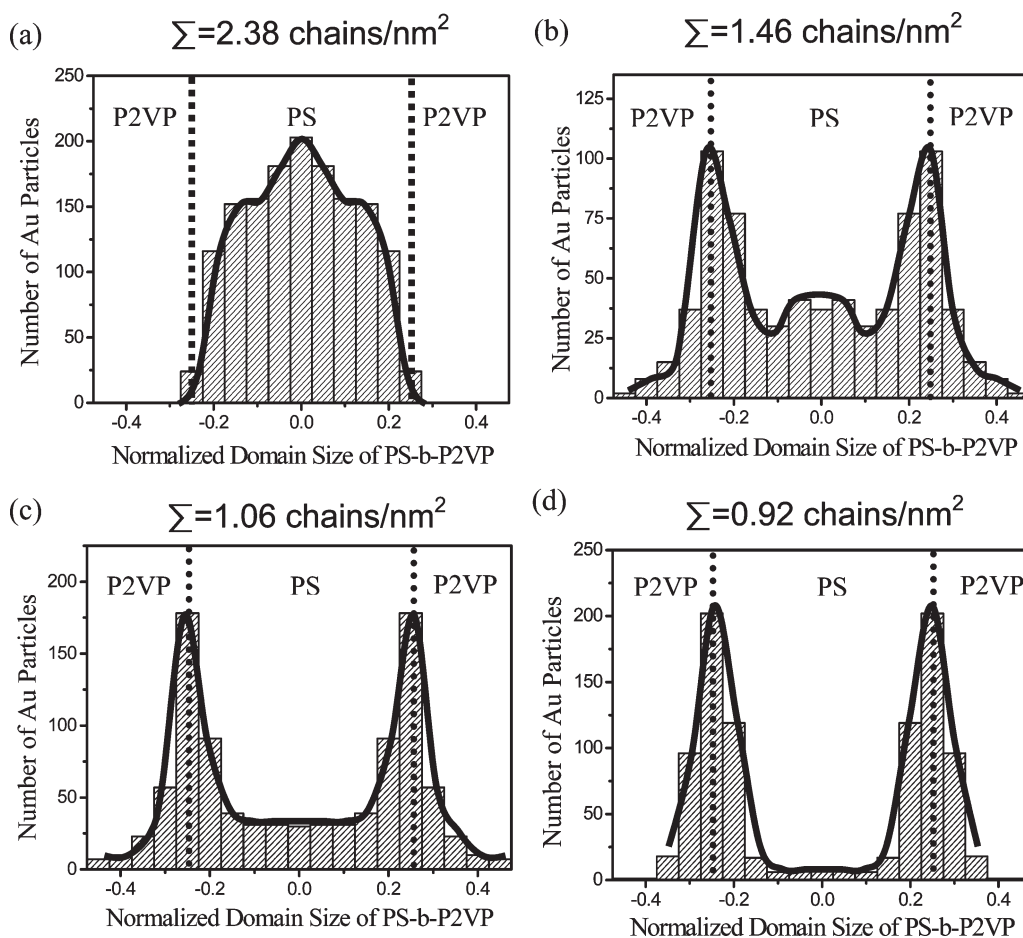 (a)
∑=2.38 chains/nm²
P2VP PS P2VP
Number of Au Particles
250
200
150
100
50
0
-0.4 -0.2 0.0 0.2 0.4
Normalized Domain Size of PS-b-P2VP
(b)
∑=1.46 chains/nm²
P2VP PS P2VP
Number of Au Particles
125
100
75
50
25
0
-0.4 -0.2 0.0 0.2 0.4
Normalized Domain Size of PS-b-P2VP
(c)
∑=1.06 chains/nm²
P2VP PS P2VP
Number of Au Particles
200
150
100
50
0
-0.4 -0.2 0.0 0.2 0.4
Normalized Domain Size of PS-b-P2VP
(d)
∑=0.92 chains/nm²
P2VP PS P2VP
Number of Au Particles
250
200
150
100
50
0
-0.4 -0.2 0.0 0.2 0.4
Normalized Domain Size of PS-b-P2VP